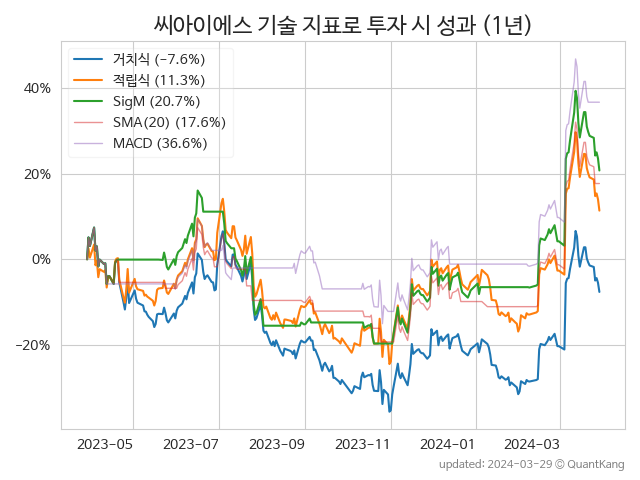 씨아이에스 기술 지표로 투자 시 성과 (1년)
거치식 (−7.6%)
적립식 (11.3%)
SigM (20.7%)
SMA(20) (17.6%)
MACD (36.6%)
40%
20%
0%
−20%
2023-05 2023-07 2023-09 2023-11 2024-01 2024-03
updated: 2024-03-29 © QuantKang